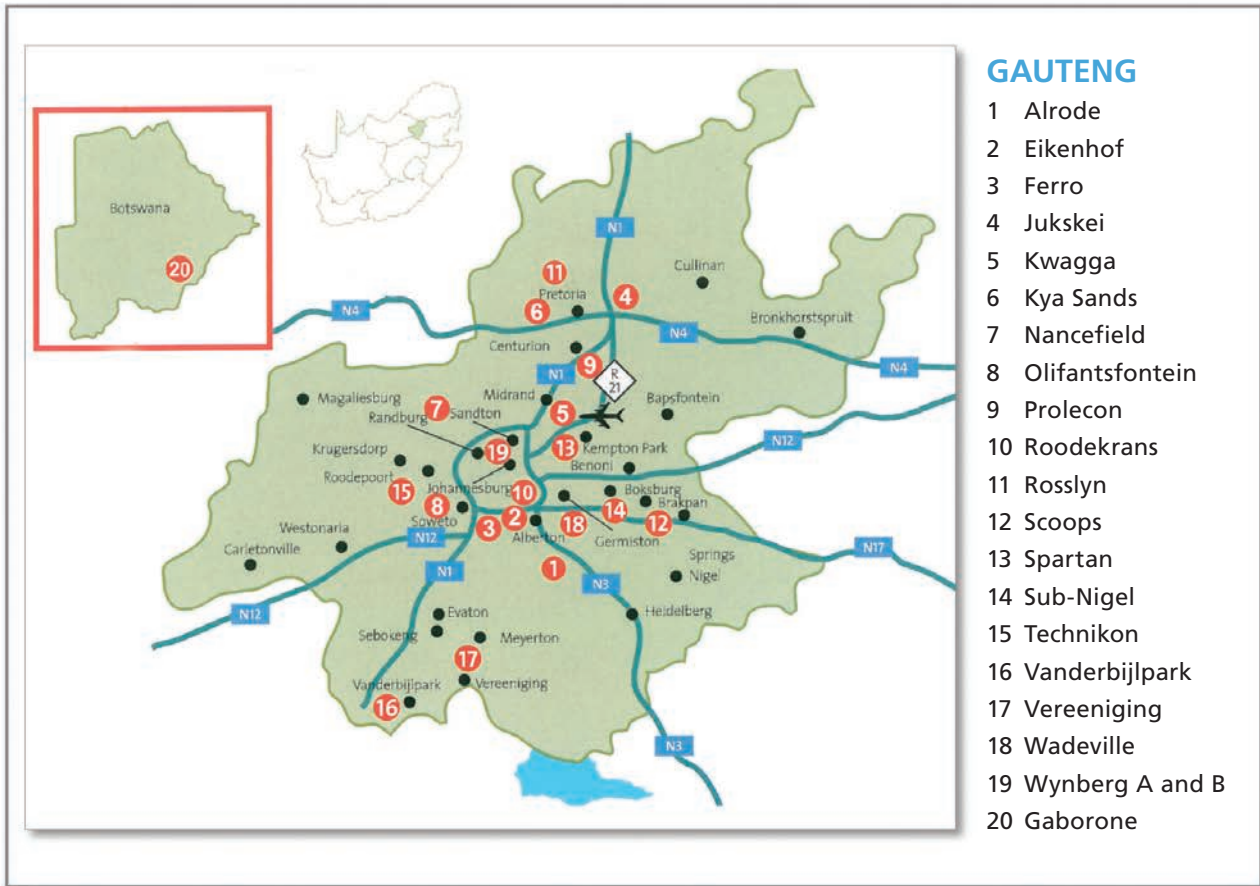 GAUTENG
1 Alrode
2 Eikenhof
3 Ferro
4 Jukskei
5 Kwagga
6 Kya Sands
7 Nancefield
8 Olifantsfontein
9 Prolecon
10 Roodekrans
11 Rosslyn
12 Scoops
13 Spartan
14 Sub-Nigel
15 Technikon
16 Vanderbijlpark
17 Vereeniging
18 Wadeville
19 Wynberg A and B
20 Gaborone
Botswana
20
N1
Cullinan
11
Pretoria
4
6
N4
N4
Bronkhorstspruit
Centurion
9
N4
N1
R
21
Magaliesburg
Midrand
Bapsfontein
7
Sandton
5
Randburg
N12
Krugersdorp
19
13
Kempton Park
Benoni
Roodepoort
15
Johannesburg
10
Boksburg
8
Brakpan
14
Soweto
3
2
18
12
Alberton
Germiston
Westonaria
N12
N17
Carletonville
N1
1
N3
Springs
Nigel
N12
Evaton
Heidelberg
Sebokeng
Meyerton
17
Vanderbijlpark
Vereeniging
16
N3